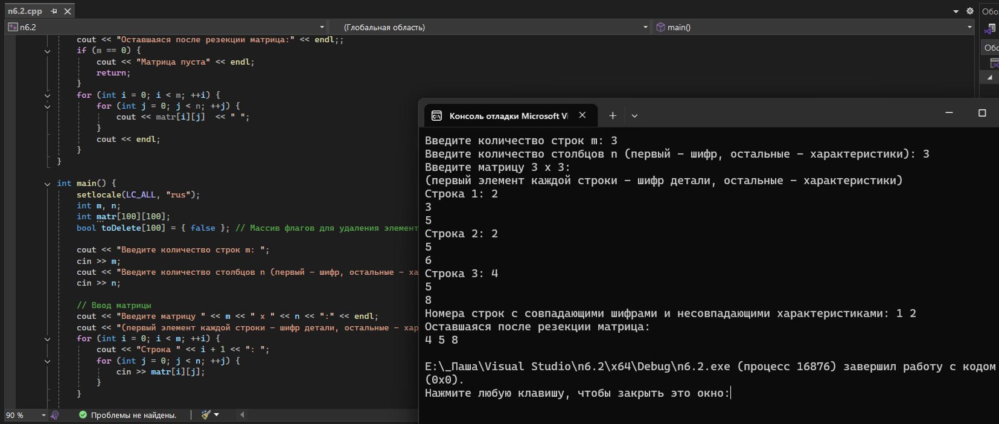 n6.2.cpp
Обоз
n6.2 (Глобальная область) main()
Обо
cout << "Оставшаяся после резекции матрица:" << endl;;
if (m == 0) {
cout << "Матрица пуста" << endl;
return;
}
for (int i = 0; i < m; ++i) {
for (int j = 0; j < n; ++j) {
cout << matr[i][j]  << " ";
}
cout << endl;
}
}
int main() {
setlocale(LC_ALL, "rus");
int m, n;
int matr[100][100];
bool toDelete[100] = { false }; // Массив флагов для удаления элемент
cout << "Введите количество строк m: ";
cin >> m;
cout << "Введите количество столбцов n (первый – шифр, остальные – ха
cin >> n;
// Ввод матрицы
cout << "Введите матрицу " << m << " x " << n << ":" << endl;
cout << "(первый элемент каждой строки – шифр детали, остальные – хар
for (int i = 0; i < m; ++i) {
cout << "Строка " << i + 1 << ": ";
for (int j = 0; j < n; ++j) {
cin >> matr[i][j];
}
}
90 % Проблемы не найдены.
Консоль отладки Microsoft Vi
Введите количество строк m: 3
Введите количество столбцов n (первый – шифр, остальные – характеристики): 3
Введите матрицу 3 x 3:
(первый элемент каждой строки – шифр детали, остальные – характеристики)
Строка 1: 2
3
5
Строка 2: 2
5
6
Строка 3: 4
5
8
Номера строк с совпадающими шифрами и несовпадающими характеристиками: 1 2
Оставшаяся после резекции матрица:
4 5 8
E:\_Паша\Visual Studio\n6.2\x64\Debug\n6.2.exe (процесс 16876) завершил работу с кодом
(0x0).
Нажмите любую клавишу, чтобы закрыть это окно: